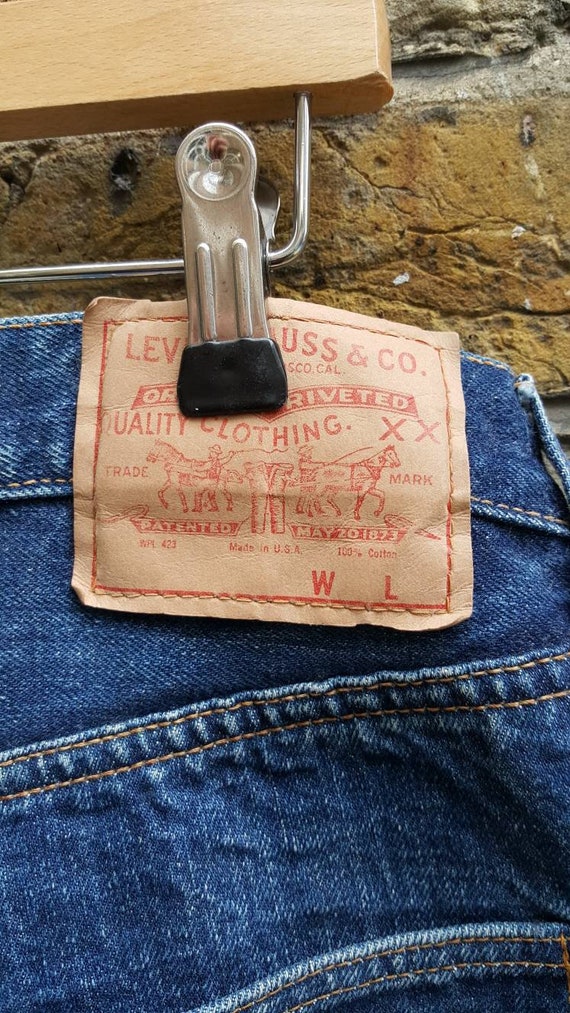 LEV USS & CO.
SCO.CAL.
OR RIVETED
UALITY CLOTHING. XX
TRADE MARK
PATENTED MAY 20 1873
WPL 423 Made in U.S.A. 100% Cotton
W L